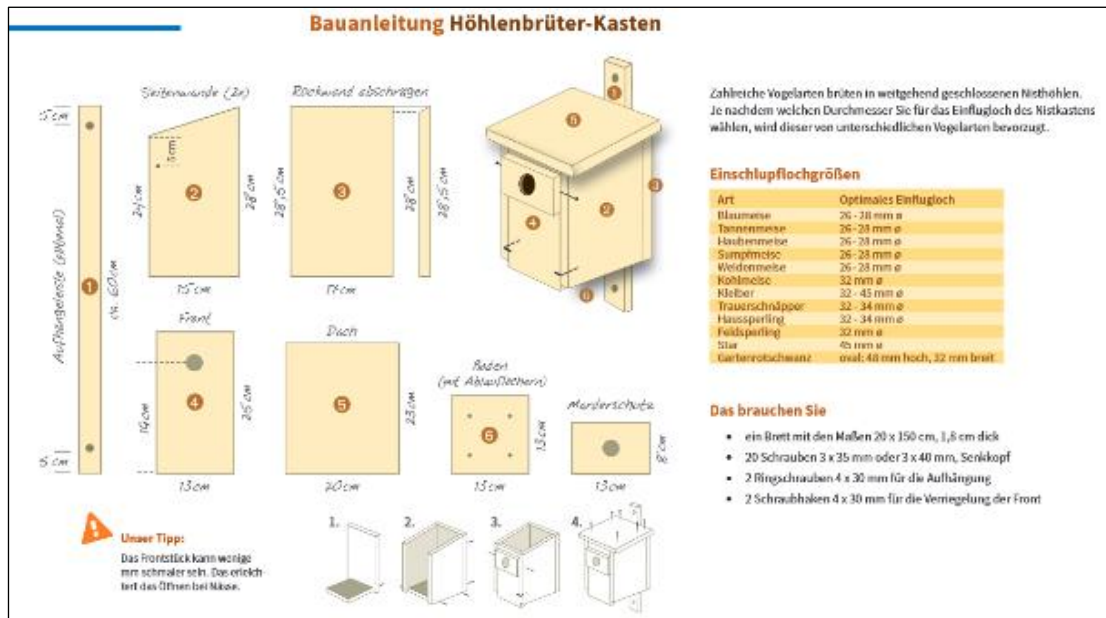 Bauanleitung Höhlenbrüter-Kasten
Seitenwände (2x)
Rückwand abschrägen
5 cm
5 cm
24 cm
28 cm
28,5 cm
28 cm
28,5 cm
Aufhängeleiste (optional)
ca. 60 cm
15 cm
17 cm
1
2
3
4
5
6
Front
Dach
Boden
(mit Ablauflöchern)
Marderschutz
19 cm
25 cm
23 cm
13 cm
8 cm
5 cm
13 cm
20 cm
15 cm
13 cm
Unser Tipp:
Das Frontstück kann wenige
mm schmaler sein. Das erleich-
tert das Öffnen bei Nässe.
1.
2.
3.
4.
Zahlreiche Vogelarten brüten in weitgehend geschlossenen Nisthöhlen.
Je nachdem welchen Durchmesser Sie für das Einflugloch des Nistkastens
wählen, wird dieser von unterschiedlichen Vogelarten bevorzugt.
Einschlupflochgrößen
Art Optimales Einflugloch
Blaumeise 26 - 28 mm ø
Tannenmeise 26 - 28 mm ø
Haubenmeise 26 - 28 mm ø
Sumpfmeise 26 - 28 mm ø
Weidenmeise 26 - 28 mm ø
Kohlmeise 32 mm ø
Kleiber 32 - 45 mm ø
Trauerschnäpper 32 - 34 mm ø
Haussperling 32 - 34 mm ø
Feldsperling 32 mm ø
Star 45 mm ø
Gartenrotschwanz oval: 48 mm hoch, 32 mm breit
Das brauchen Sie
• ein Brett mit den Maßen 20 x 150 cm, 1,8 cm dick
• 20 Schrauben 3 x 35 mm oder 3 x 40 mm, Senkkopf
• 2 Ringschrauben 4 x 30 mm für die Aufhängung
• 2 Schraubhaken 4 x 30 mm für die Verriegelung der Front